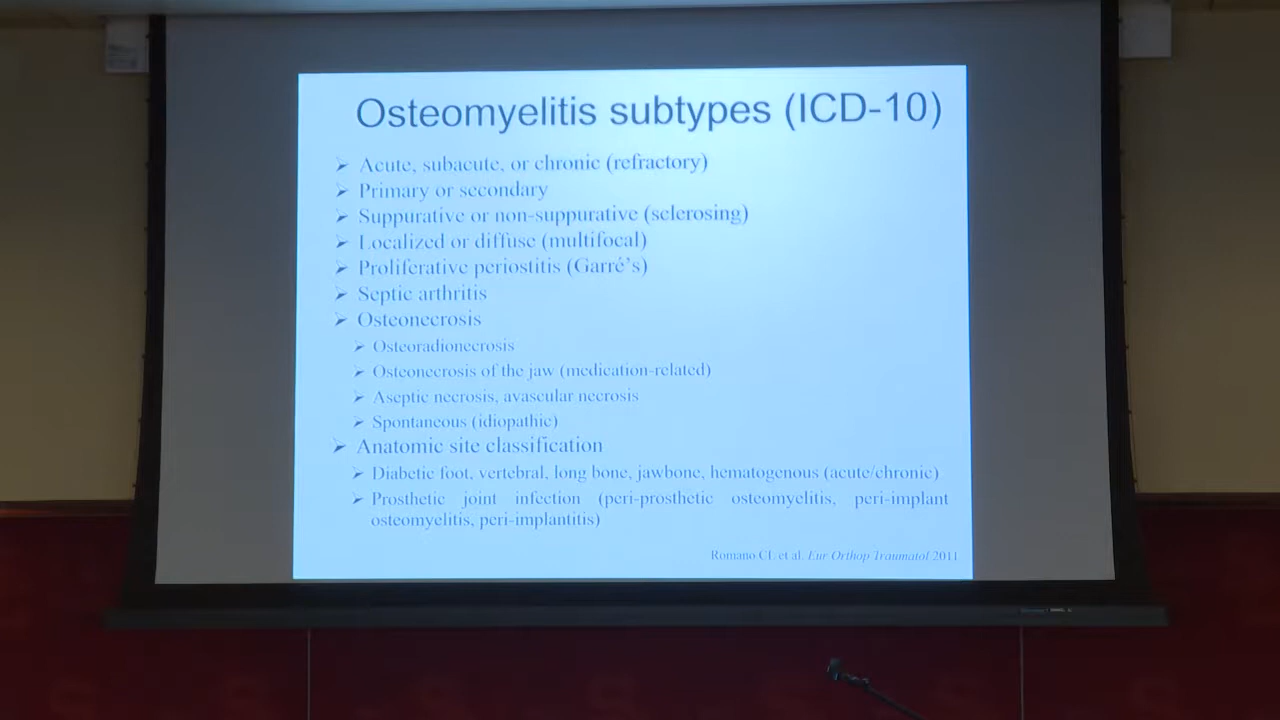 Osteomyelitis subtypes (ICD-10)
➢ Acute, subacute, or chronic (refractory)
➢ Primary or secondary
➢ Suppurative or non-suppurative (sclerosing)
➢ Localized or diffuse (multifocal)
➢ Proliferative periostitis (Garré's)
➢ Septic arthritis
➢ Osteonecrosis
➢ Osteoradionecrosis
➢ Osteonecrosis of the jaw (medication-related)
➢ Aseptic necrosis, avascular necrosis
➢ Spontaneous (idiopathic)
➢ Anatomic site classification
➢ Diabetic foot, vertebral, long bone, jawbone, hematogenous (acute/chronic)
➢ Prosthetic joint infection (peri-prosthetic osteomyelitis, peri-implant
osteomyelitis, peri-implantitis)
Romano CL et al. Eur Orthop Traumatol 2011